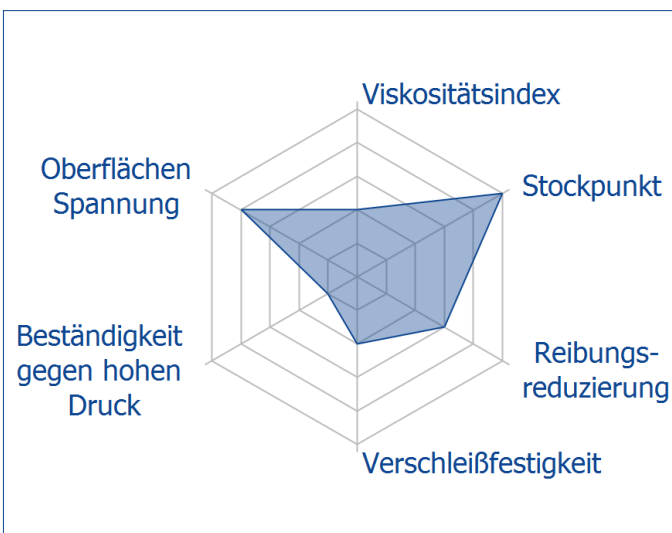 Viskositätsindex
Stockpunkt
Reibungs-
reduzierung
Verschleißfestigkeit
Beständigkeit
gegen hohen
Druck
Oberflächen
Spannung